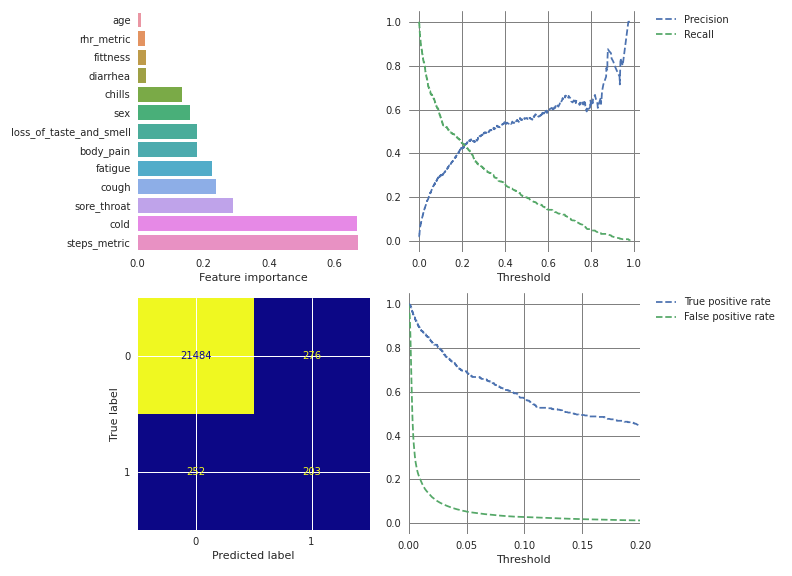 age
rhr_metric
fittness
diarrhea
chills
sex
loss_of_taste_and_smell
body_pain
fatigue
cough
sore_throat
cold
steps_metric
0.0 0.2 0.4 0.6
Feature importance
1.0
0.8
0.6
0.4
0.2
0.0
0.0 0.2 0.4 0.6 0.8 1.0
Threshold
Precision
Recall
True label
0
1
21484 276
252 203
0 1
Predicted label
1.0
0.8
0.6
0.4
0.2
0.0
0.00 0.05 0.10 0.15 0.20
Threshold
True positive rate
False positive rate